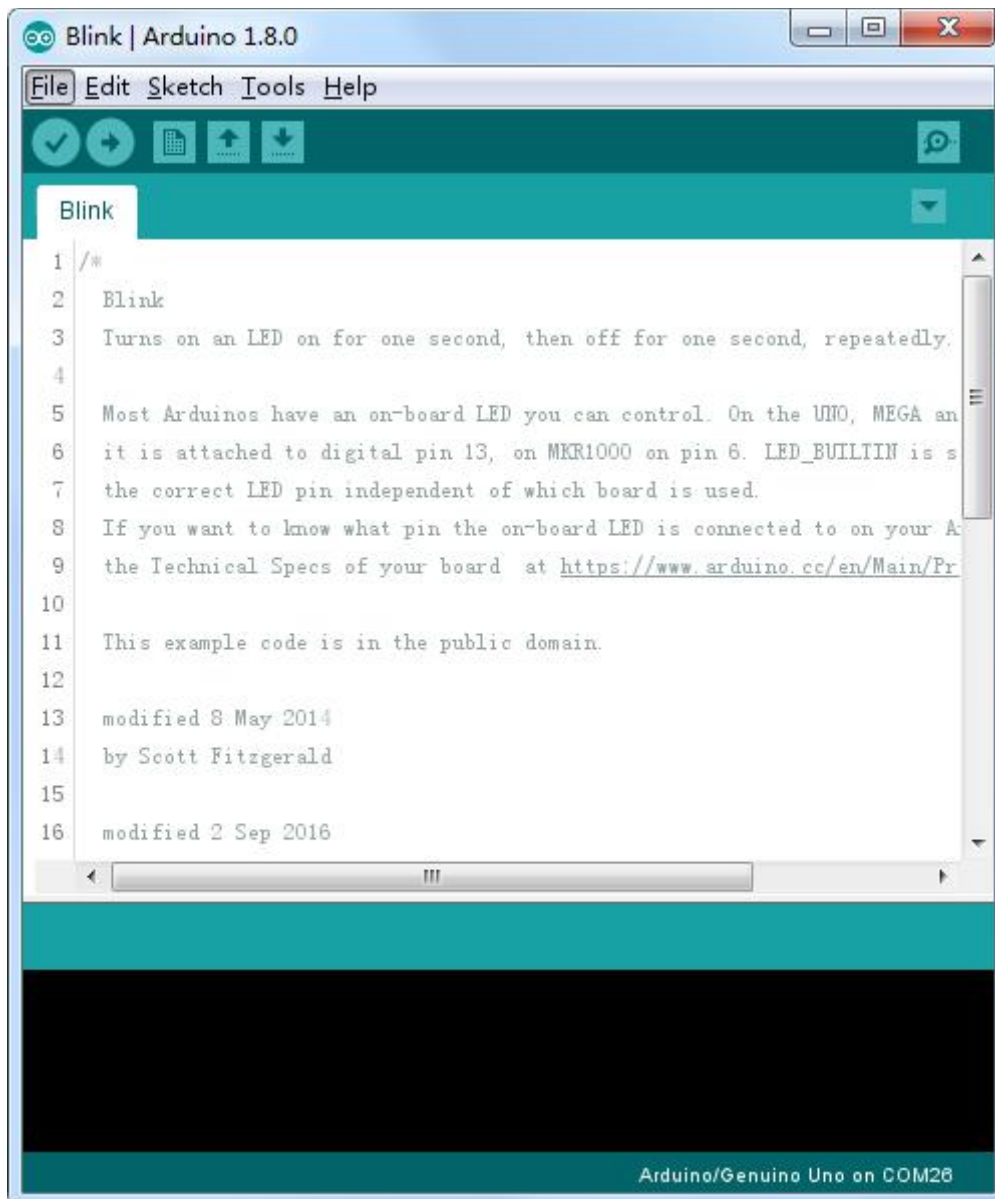 Blink | Arduino 1.8.0
File Edit Sketch Tools Help
Blink
1 /*
2 Blink
3 Turns on an LED on for one second, then off for one second, repeatedly.
4
5 Most Arduinos have an on-board LED you can control. On the UNO, MEGA an
6 it is attached to digital pin 13, on MKR1000 on pin 6. LED_BUILTIN is s
7 the correct LED pin independent of which board is used.
8 If you want to know what pin the on-board LED is connected to on your A
9 the Technical Specs of your board at https://www.arduino.cc/en/Main/Pr
10
11 This example code is in the public domain.
12
13 modified 8 May 2014
14 by Scott Fitzgerald
15
16 modified 2 Sep 2016
Arduino/Genuino Uno on COM26